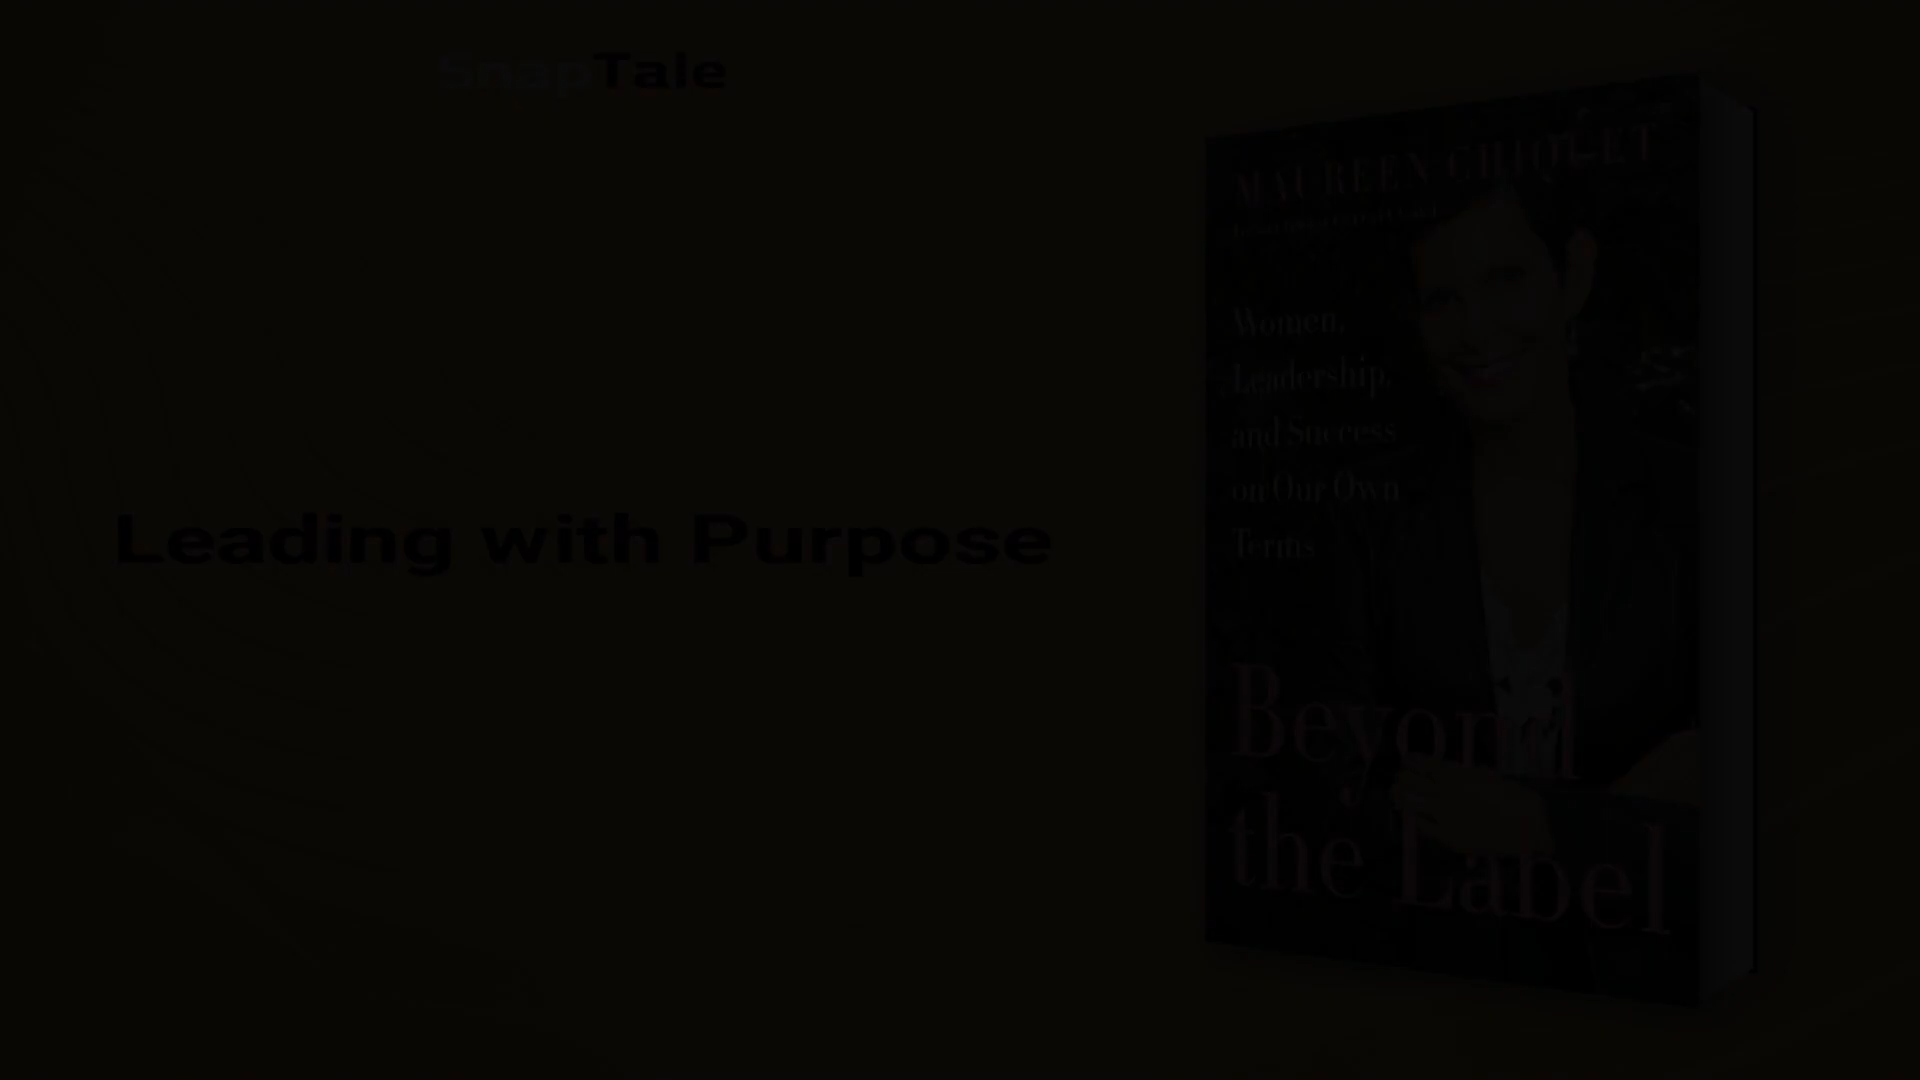 SnapTale
Leading with Purpose
MAUREEN CHIQUET
Women,
Leadership,
and Success
on Our Own
Terms
Beyond
the Label